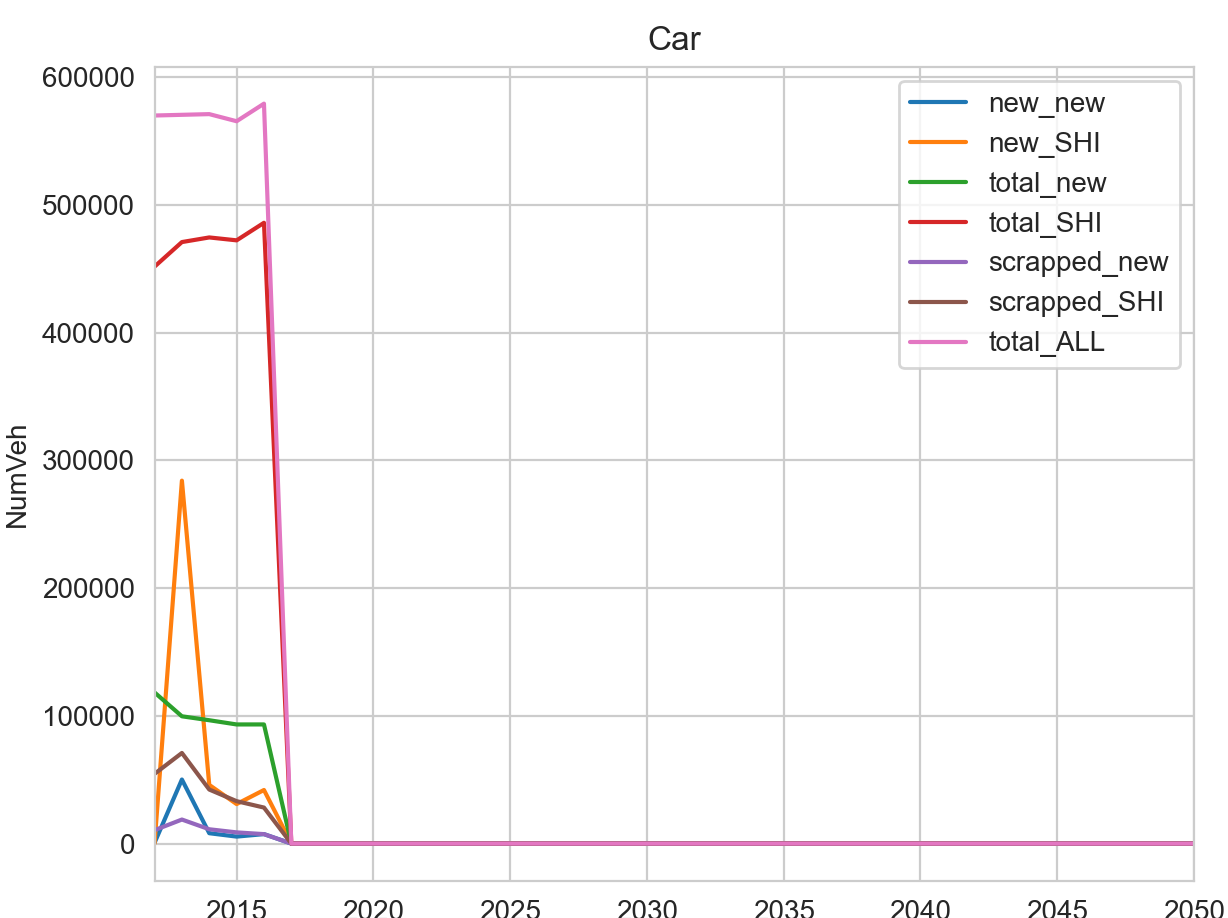 Car
600000
500000
400000
300000
200000
100000
0
NumVeh
new_new
new_SHI
total_new
total_SHI
scrapped_new
scrapped_SHI
total_ALL
2015 2020 2025 2030 2035 2040 2045 2050